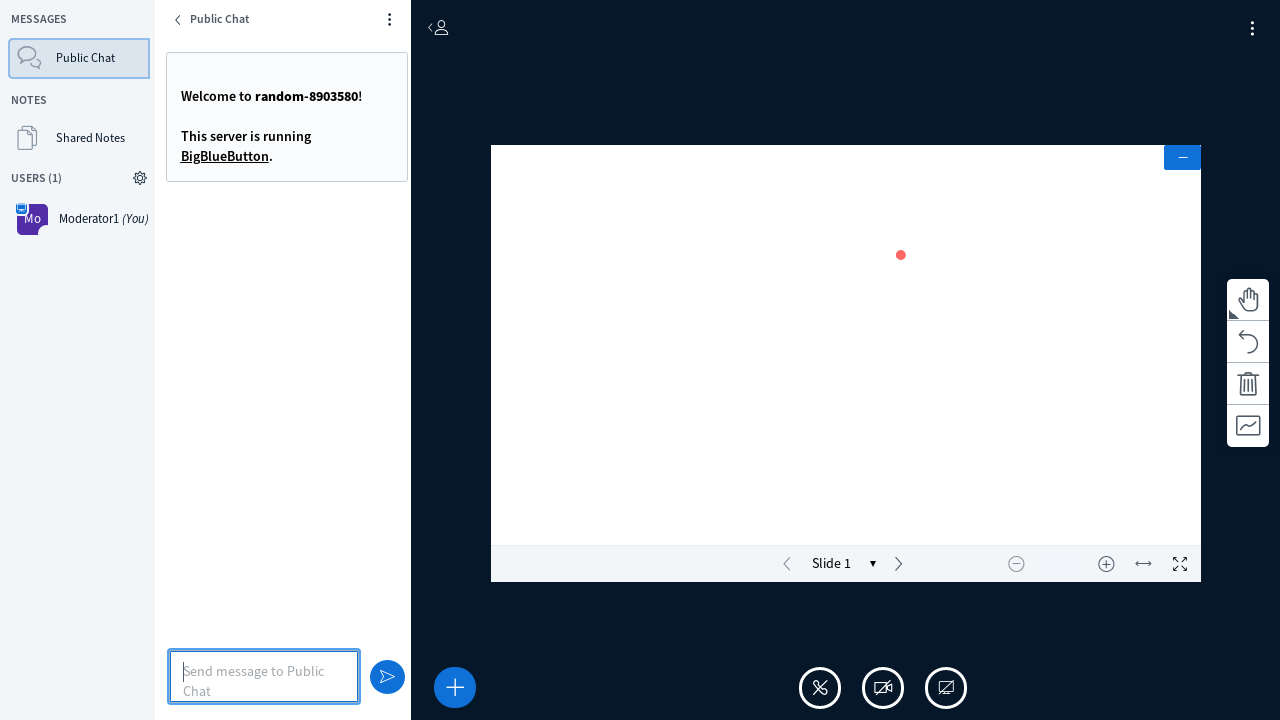 MESSAGES
Public Chat
NOTES
Shared Notes
USERS (1)
Mo
Moderator1 (You)
Public Chat
Welcome to random-8903580!
This server is running
BigBlueButton.
Send message to Public
Chat
Slide 1